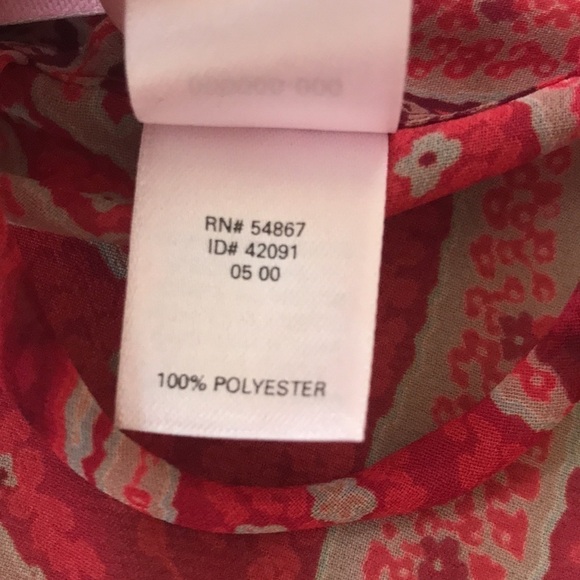 RN# 54867
ID# 42091
05 00
100% POLYESTER